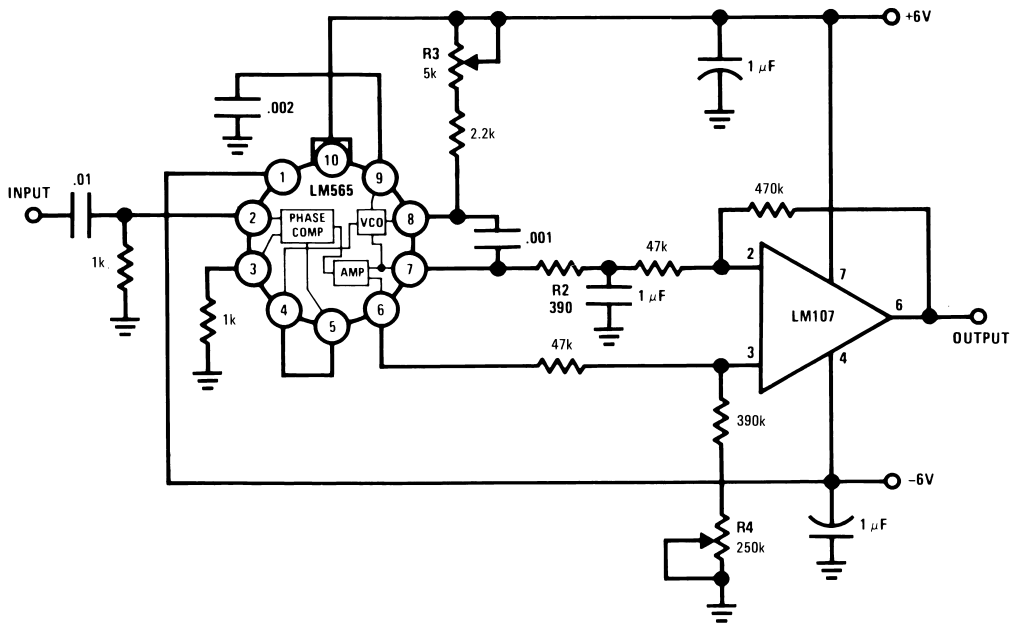 +6V
R3
5k
1 µF
.002
2.2k
10
LM565
1
9
INPUT
.01
2
PHASE
COMP
VCO
8
470k
.001
47k
2
1k
3
AMP
7
R2
390
1 µF
7
4
5
6
1k
LM107
6
OUTPUT
47k
3
4
390k
−6V
R4
250k
1 µF